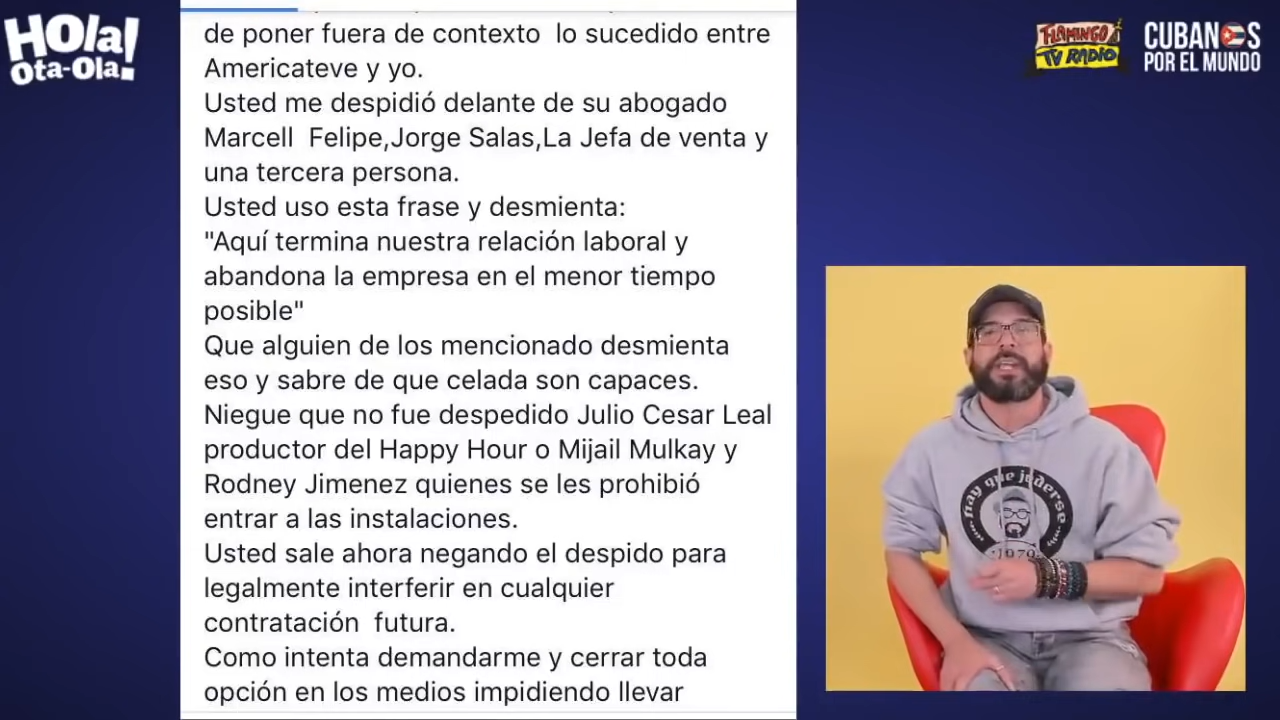 HOla!
Ota-Ola!
FLAMINGO
TV RADIO
CUBANOS
POR EL MUNDO
de poner fuera de contexto lo sucedido entre
Americateve y yo.
Usted me despidió delante de su abogado
Marcell Felipe,Jorge Salas,La Jefa de venta y
una tercera persona.
Usted uso esta frase y desmienta:
"Aquí termina nuestra relación laboral y
abandona la empresa en el menor tiempo
posible"
Que alguien de los mencionado desmienta
eso y sabre de que celada son capaces.
Niegue que no fue despedido Julio Cesar Leal
productor del Happy Hour o Mijail Mulkay y
Rodney Jimenez quienes se les prohibió
entrar a las instalaciones.
Usted sale ahora negando el despido para
legalmente interferir en cualquier
contratación futura.
Como intenta demandarme y cerrar toda
opción en los medios impidiendo llevar
Hay que joderse
1970